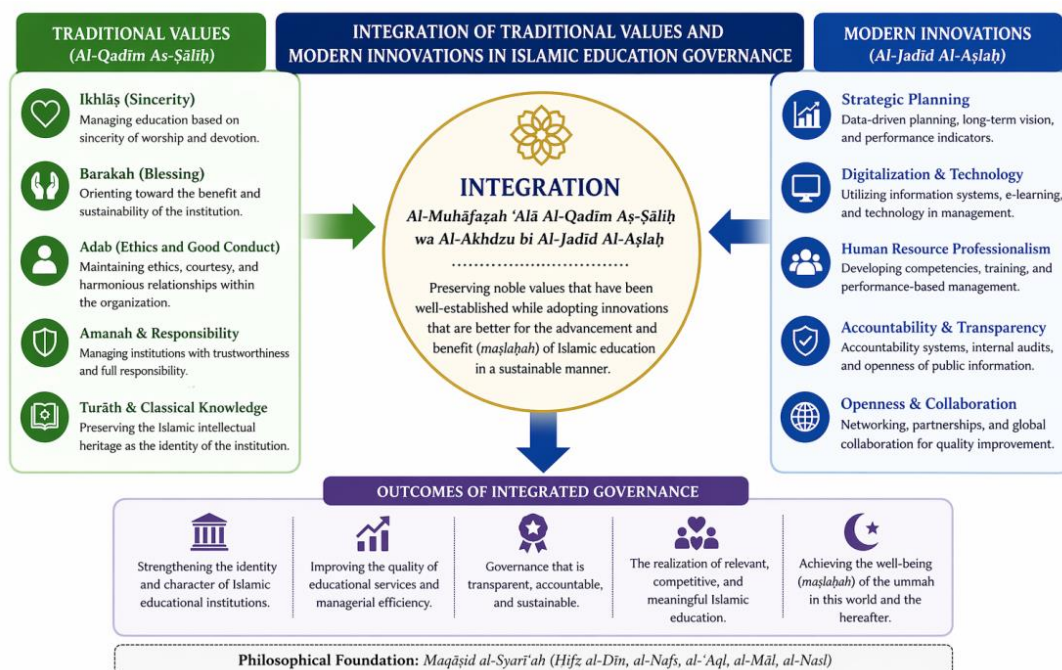 TRADITIONAL VALUES
(Al-Qadīm As-Ṣāliḥ)
Ikhlāṣ (Sincerity)
Managing education based on
sincerity of worship and devotion.
Barakah (Blessing)
Orienting toward the benefit and
sustainability of the institution.
Adab (Ethics and Good Conduct)
Maintaining ethics, courtesy, and
harmonious relationships within
the organization.
Amanah & Responsibility
Managing institutions with trustworthiness
and full responsibility.
Turāth & Classical Knowledge
Preserving the Islamic intellectual
heritage as the identity of the institution.
INTEGRATION OF TRADITIONAL VALUES AND
MODERN INNOVATIONS IN ISLAMIC EDUCATION GOVERNANCE
INTEGRATION
Al-Muhāfaẓah ‘Alā Al-Qadīm Aṣ-Ṣāliḥ
wa Al-Akhdzu bi Al-Jadīd Al-Aṣlaḥ
Preserving noble values that have been
well-established while adopting innovations
that are better for the advancement and
benefit (maṣlaḥah) of Islamic education
in a sustainable manner.
MODERN INNOVATIONS
(Al-Jadīd Al-Aṣlaḥ)
Strategic Planning
Data-driven planning, long-term vision,
and performance indicators.
Digitalization & Technology
Utilizing information systems, e-learning,
and technology in management.
Human Resource Professionalism
Developing competencies, training, and
performance-based management.
Accountability & Transparency
Accountability systems, internal audits,
and openness of public information.
Openness & Collaboration
Networking, partnerships, and global
collaboration for quality improvement.
OUTCOMES OF INTEGRATED GOVERNANCE
Strengthening the identity
and character of Islamic
educational institutions.
Improving the quality of
educational services and
managerial efficiency.
Governance that is
transparent, accountable,
and sustainable.
The realization of relevant,
competitive, and
meaningful Islamic
education.
Achieving the well-being
(maṣlaḥah) of the ummah
in this world and the
hereafter.
Philosophical Foundation: Maqāṣid al-Syarī‘ah (Ḥifẓ al-Dīn, al-Nafs, al-‘Aql, al-Māl, al-Nasl)